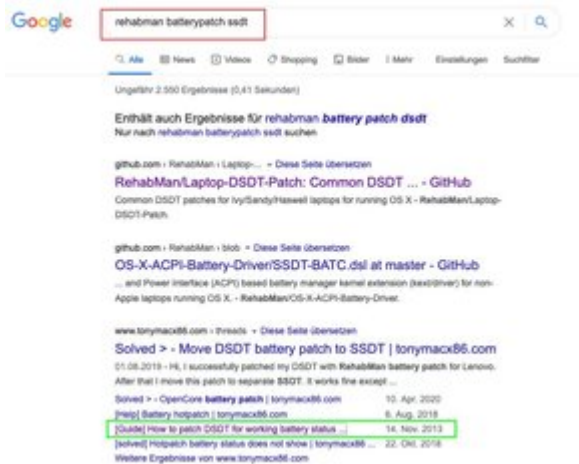 Google
rehabman batterypatch ssdt
Alle News Videos Shopping Bilder Mehr Einstellungen Suchfilter
Ungefähr 2.550 Ergebnisse (0,41 Sekunden)
Enthält auch Ergebnisse für rehabman battery patch dsdt
Nur nach rehabman batterypatch ssdt suchen
github.com › RehabMan › Laptop-... Diese Seite übersetzen
RehabMan/Laptop-DSDT-Patch: Common DSDT ... - GitHub
Common DSDT patches for Ivy/Sandy/Haswell laptops for running OS X - RehabMan/Laptop-
DSDT-Patch.
github.com › RehabMan › blob Diese Seite übersetzen
OS-X-ACPI-Battery-Driver/SSDT-BATC.dsl at master - GitHub
... and Power Interface (ACPI) based battery manager kernel extension (kext/driver) for non-
Apple laptops running OS X. - RehabMan/OS-X-ACPI-Battery-Driver.
www.tonymacx86.com › threads Diese Seite übersetzen
Solved > - Move DSDT battery patch to SSDT | tonymacx86.com
01.08.2019 - Hi, I successfully patched my DSDT with RehabMan battery patch for Lenovo.
After that I move this patch to separate SSDT. It works fine except ...
Solved > - OpenCore battery patch | tonymacx86.com 10. Apr. 2020
[Help] Battery hotpatch | tonymacx86.com 6. Aug. 2018
[Guide] How to patch DSDT for working battery status ... 14. Nov. 2013
[solved] Hotpatch battery status does not show | tonymacx86 ... 22. Okt. 2018
Weitere Ergebnisse von www.tonymacx86.com